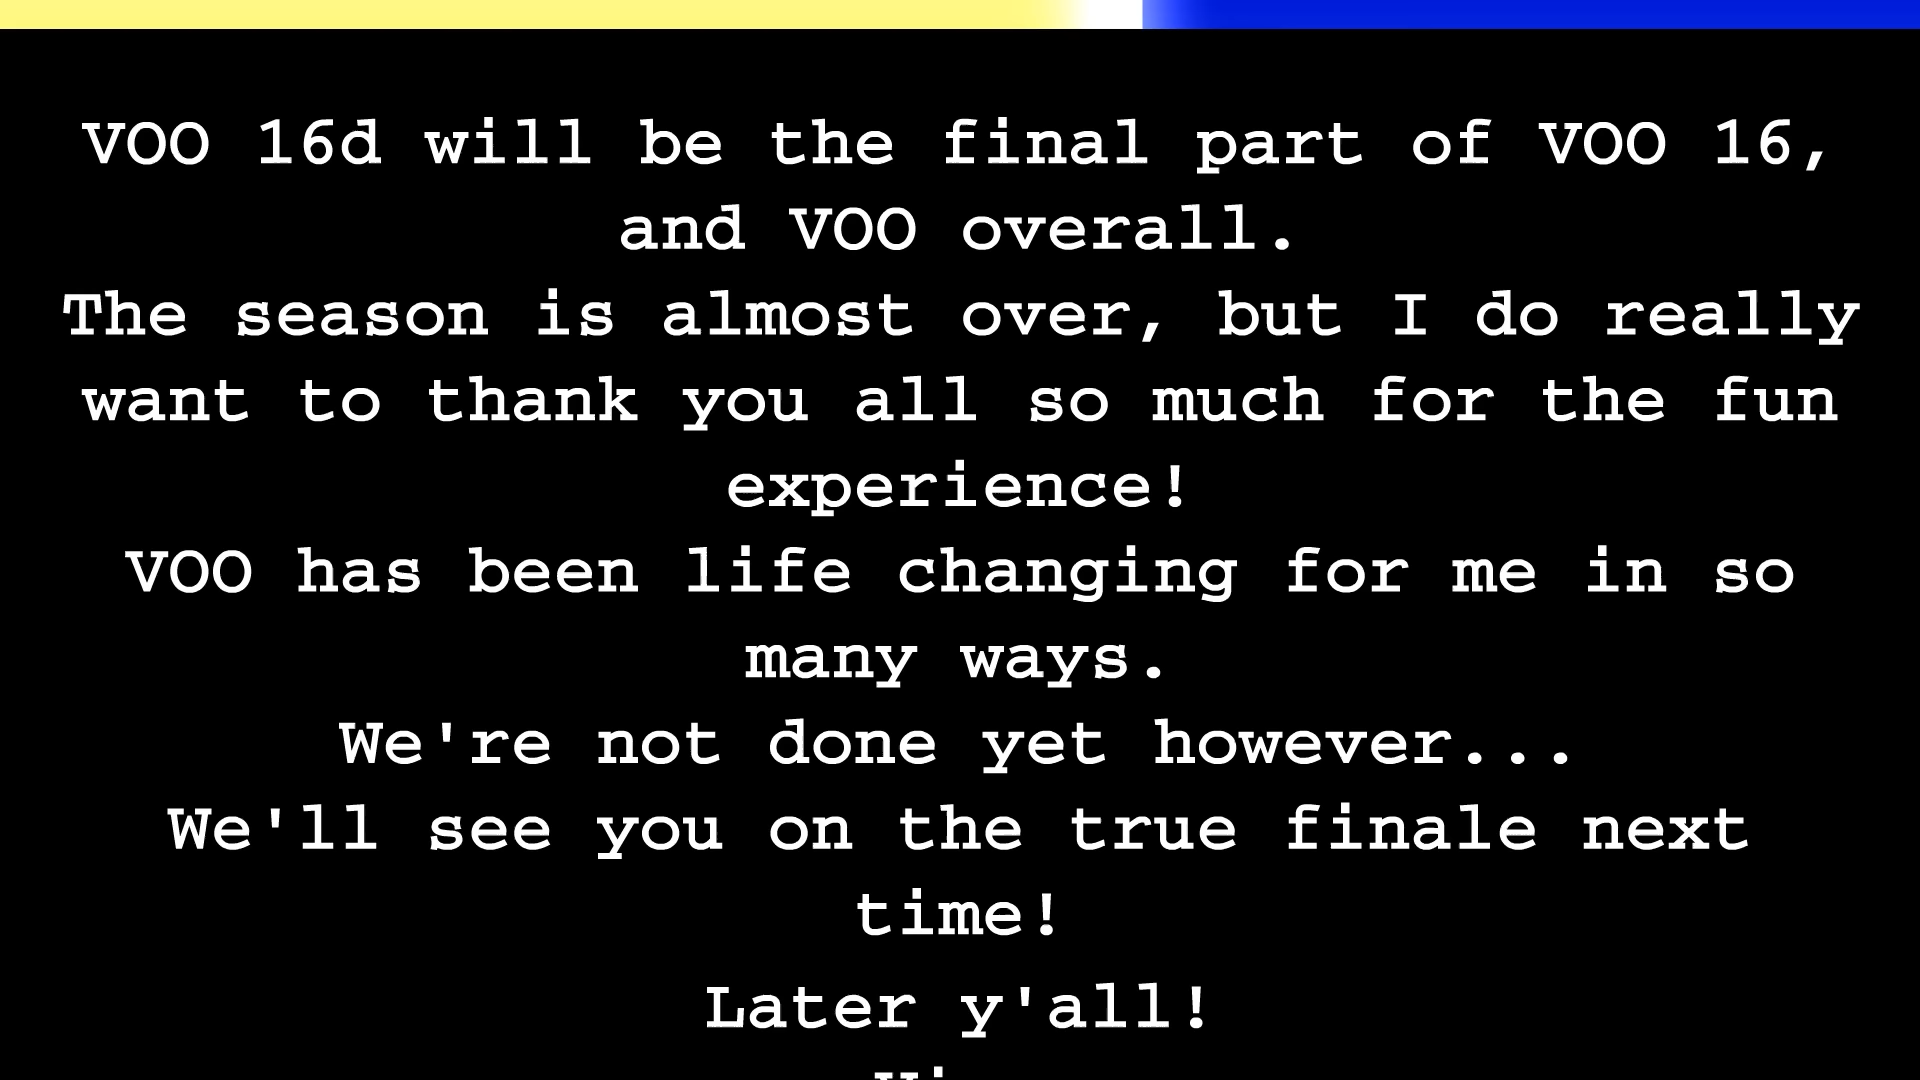 VOO 16d will be the final part of VOO 16,
and VOO overall.
The season is almost over, but I do really
want to thank you all so much for the fun
experience!
VOO has been life changing for me in so
many ways.
We're not done yet however...
We'll see you on the true finale next
time!
Later y'all!